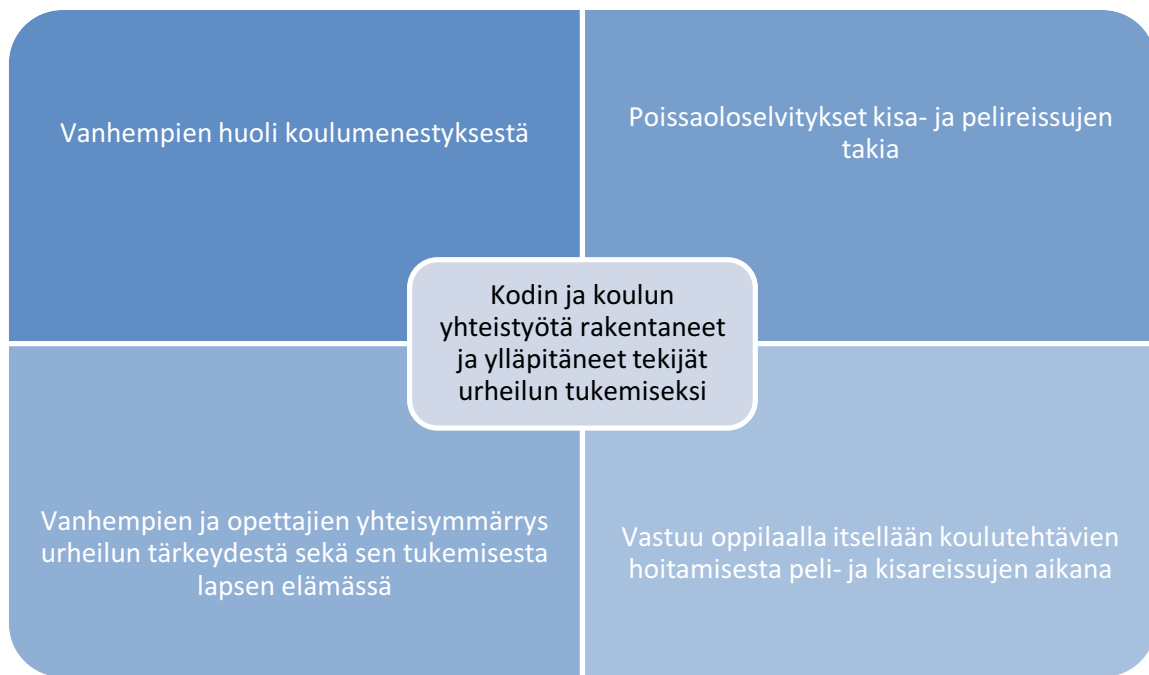 Vanhempien huoli koulumenestyksestä
Poissaoloselvitykset kisa- ja pelireissujen
takia
Kodin ja koulun
yhteistyötä rakentaneet
ja ylläpitäneet tekijät
urheilun tukemiseksi
Vanhempien ja opettajien yhteisymmärrys
urheilun tärkeydestä sekä sen tukemisesta
lapsen elämässä
Vastuu oppilaalla itsellään koulutehtävien
hoitamisesta peli- ja kisareissujen aikana